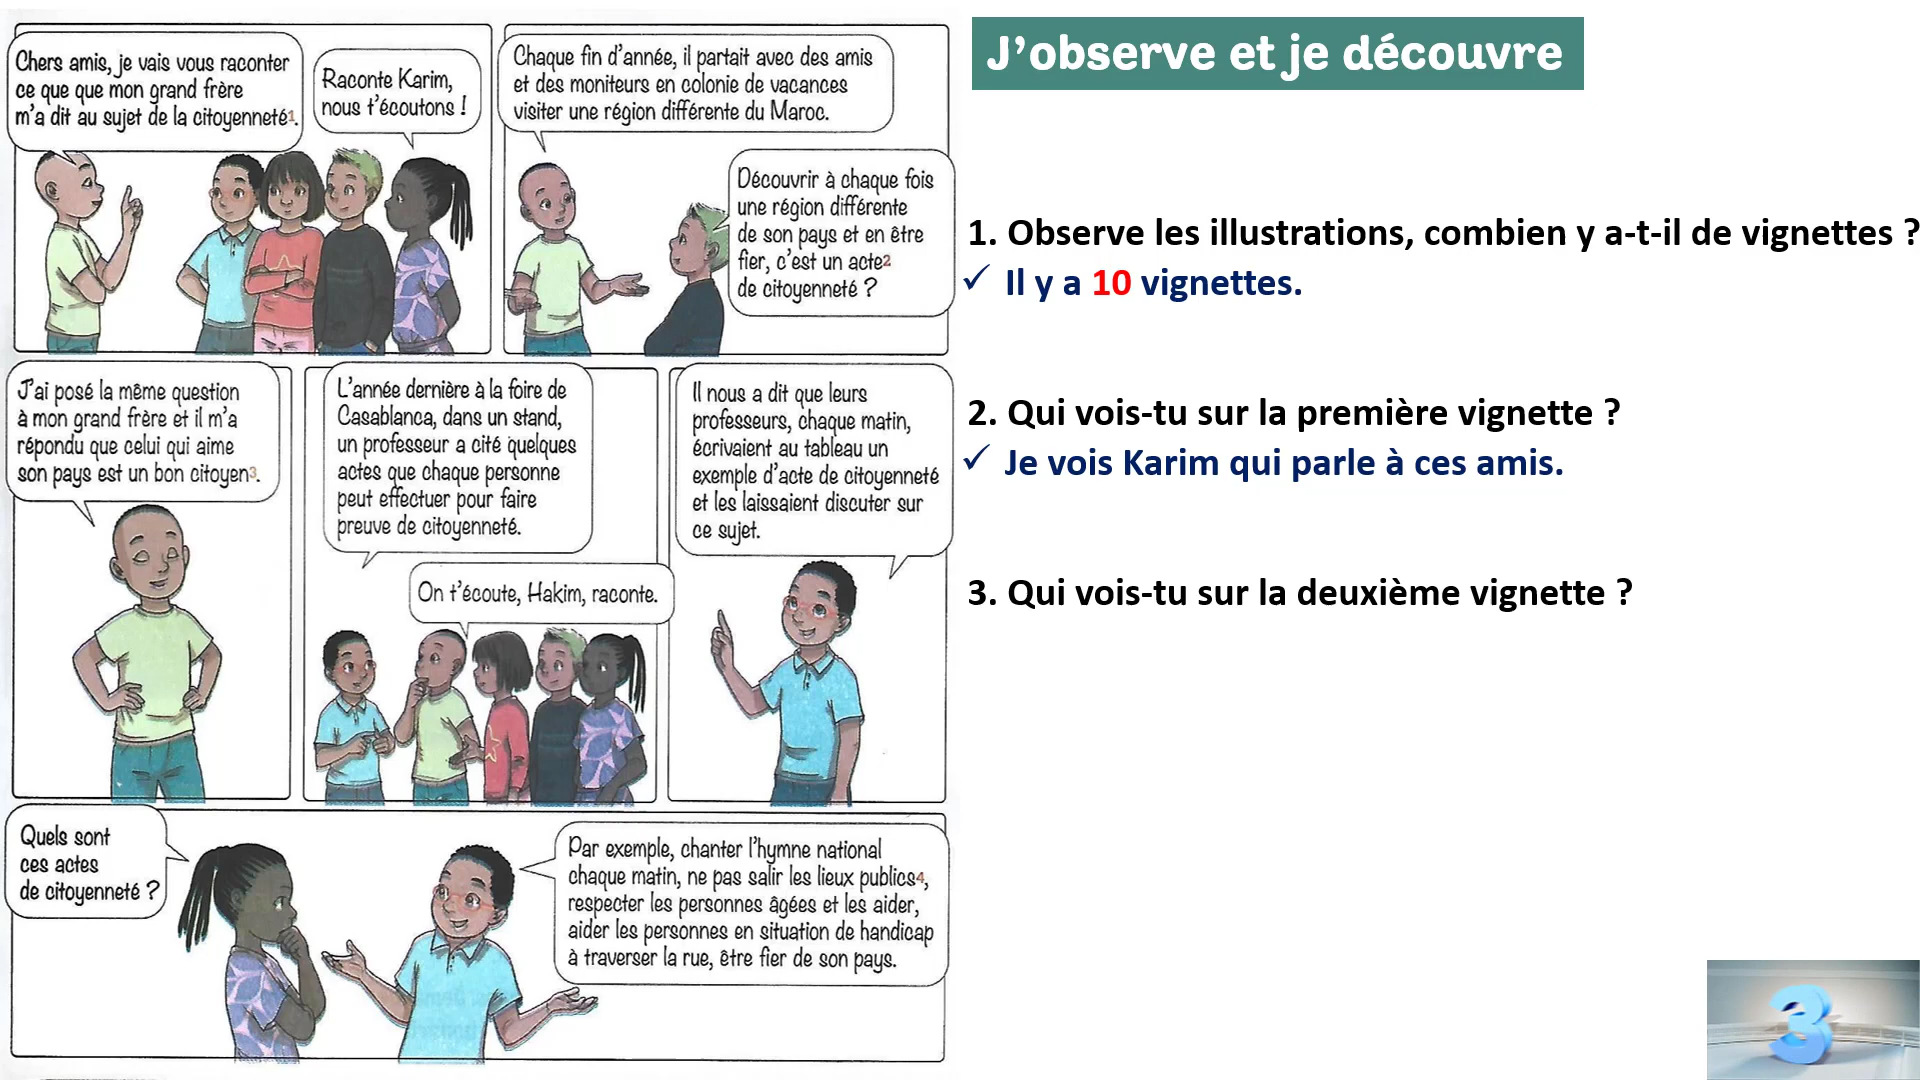 Chers amis, je vais vous raconter
ce que que mon grand frère
m'a dit au sujet de la citoyenneté1.
Raconte Karim,
nous t'écoutons !
Chaque fin d'année, il partait avec des amis
et des moniteurs en colonie de vacances
visiter une région différente du Maroc.
Découvrir à chaque fois
une région différente
de son pays et en être
fier, c'est un acte2
de citoyenneté ?
J'ai posé la même question
à mon grand frère et il m'a
répondu que celui qui aime
son pays est un bon citoyen3.
L'année dernière à la foire de
Casablanca, dans un stand,
un professeur a cité quelques
actes que chaque personne
peut effectuer pour faire
preuve de citoyenneté.
On t'écoute, Hakim, raconte.
Il nous a dit que leurs
professeurs, chaque matin,
écrivaient au tableau un
exemple d'acte de citoyenneté
et les laissaient discuter sur
ce sujet.
Quels sont
ces actes
de citoyenneté ?
Par exemple, chanter l'hymne national
chaque matin, ne pas salir les lieux publics4,
respecter les personnes âgées et les aider,
aider les personnes en situation de handicap
à traverser la rue, être fier de son pays.
J'observe et je découvre
1. Observe les illustrations, combien y a-t-il de vignettes ?
✓ Il y a 10 vignettes.
2. Qui vois-tu sur la première vignette ?
✓ Je vois Karim qui parle à ces amis.
3. Qui vois-tu sur la deuxième vignette ?
3